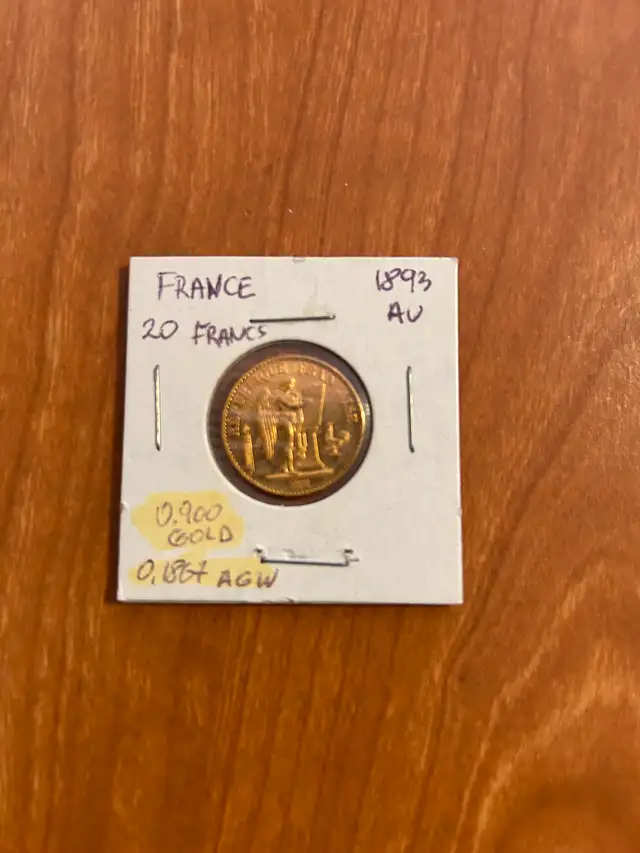 FRANCE
1893
20 FRANCS
AU
0.900
GOLD
0.1867 AGW